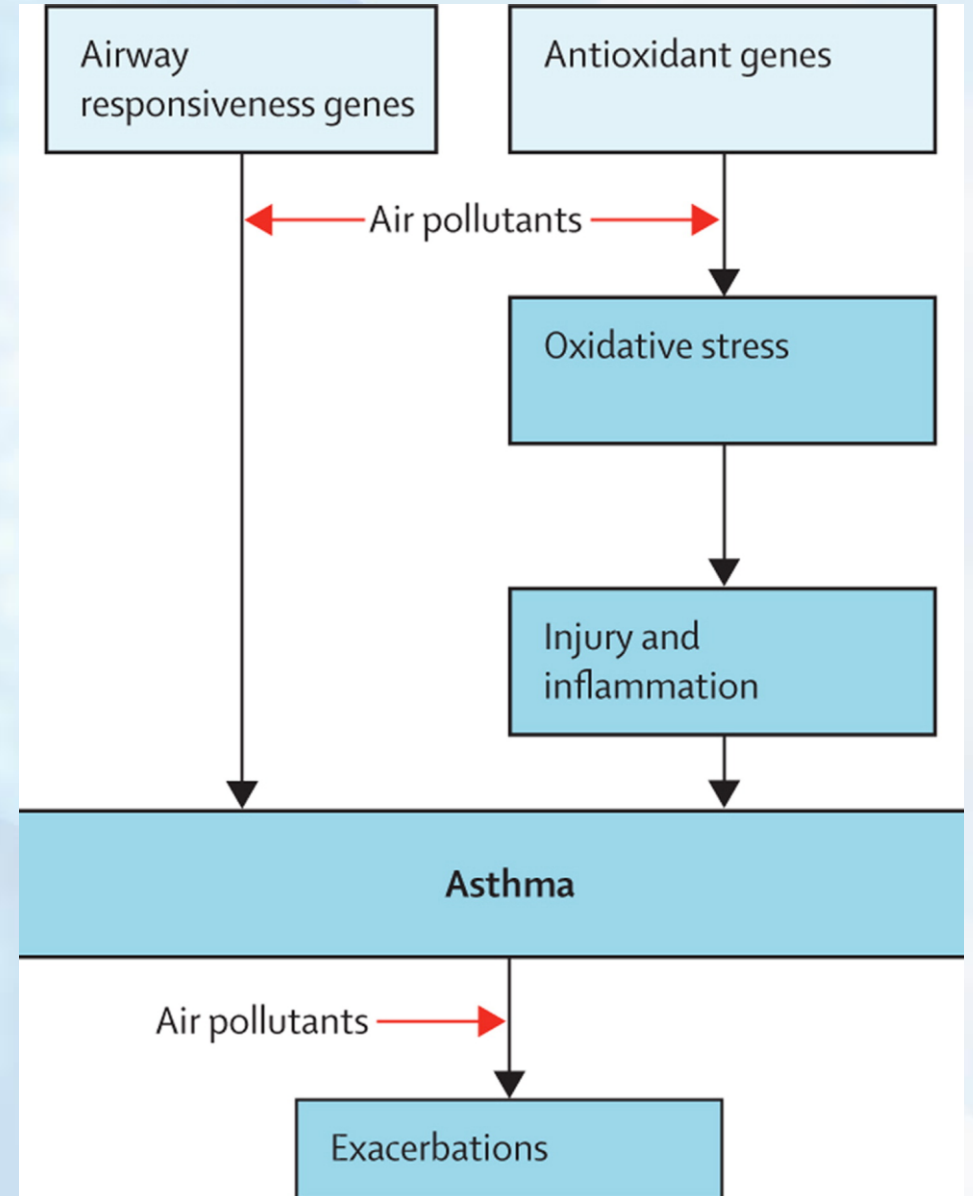 Airway
responsiveness genes
Antioxidant genes
Air pollutants
Oxidative stress
Injury and
inflammation
Asthma
Air pollutants
Exacerbations